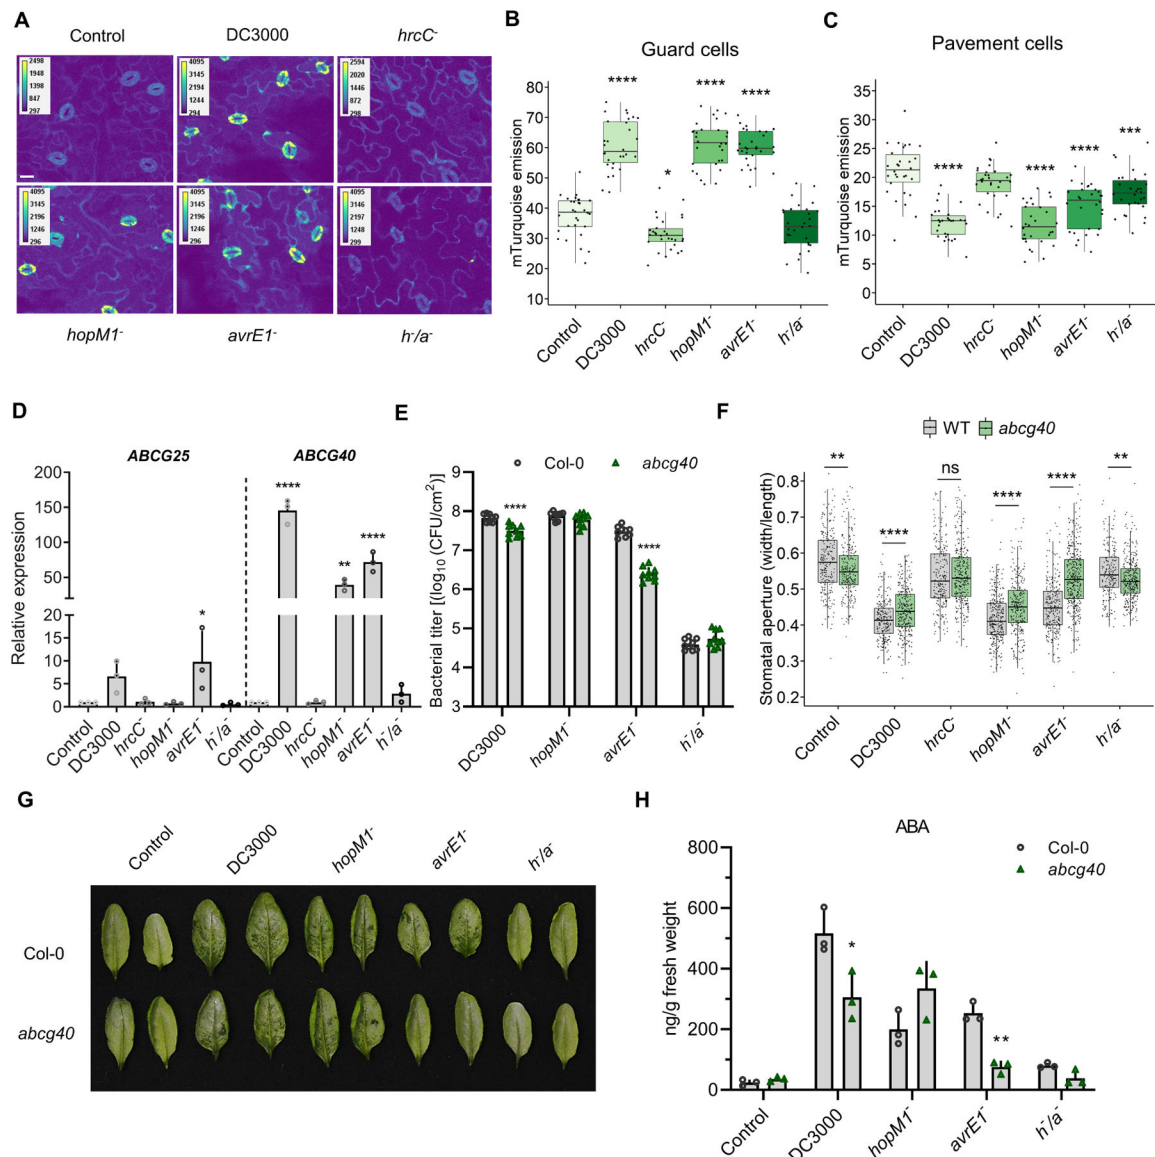 A
Control
DC3000
hrcC-
2498
1948
1398
847
297
4095
3145
2194
1244
294
2594
2020
1446
872
298
4095
3145
2196
1246
296
4095
3145
2196
1246
296
4095
3147
2198
1250
299
hopM1-
avrE1-
h-/a-
B
Guard cells
mTurquoise emission
80
70
60
50
40
30
20
10
****
*
****
****
Control
DC3000
hrcC-
hopM1-
avrE1-
h-/a-
C
Pavement cells
mTurquoise emission
35
30
25
20
15
10
5
0
****
****
****
***
Control
DC3000
hrcC-
hopM1-
avrE1-
h-/a-
D
ABCG25
ABCG40
Relative expression
200
150
100
50
20
15
10
5
0
*
****
**
****
Control
DC3000
hrcC-
hopM1-
avrE1-
h-/a-
Control
DC3000
hrcC-
hopM1-
avrE1-
h-/a-
E
Col-0
abcg40
Bacterial titer [(log10 (CFU/cm2)]
9
8
7
6
5
4
3
****
****
DC3000
hopM1-
avrE1-
h-/a-
F
WT
abcg40
Stomatal aperture (width/length)
0.8
0.7
0.6
0.5
0.4
0.3
0.2
**
****
ns
****
****
**
Control
DC3000
hrcC-
hopM1-
avrE1-
h-/a-
G
Control
DC3000
hopM1-
avrE1-
h-/a-
Col-0
abcg40
H
ABA
Col-0
abcg40
ng/g fresh weight
800
600
400
200
0
*
**
Control
DC3000
hopM1-
avrE1-
h-/a-